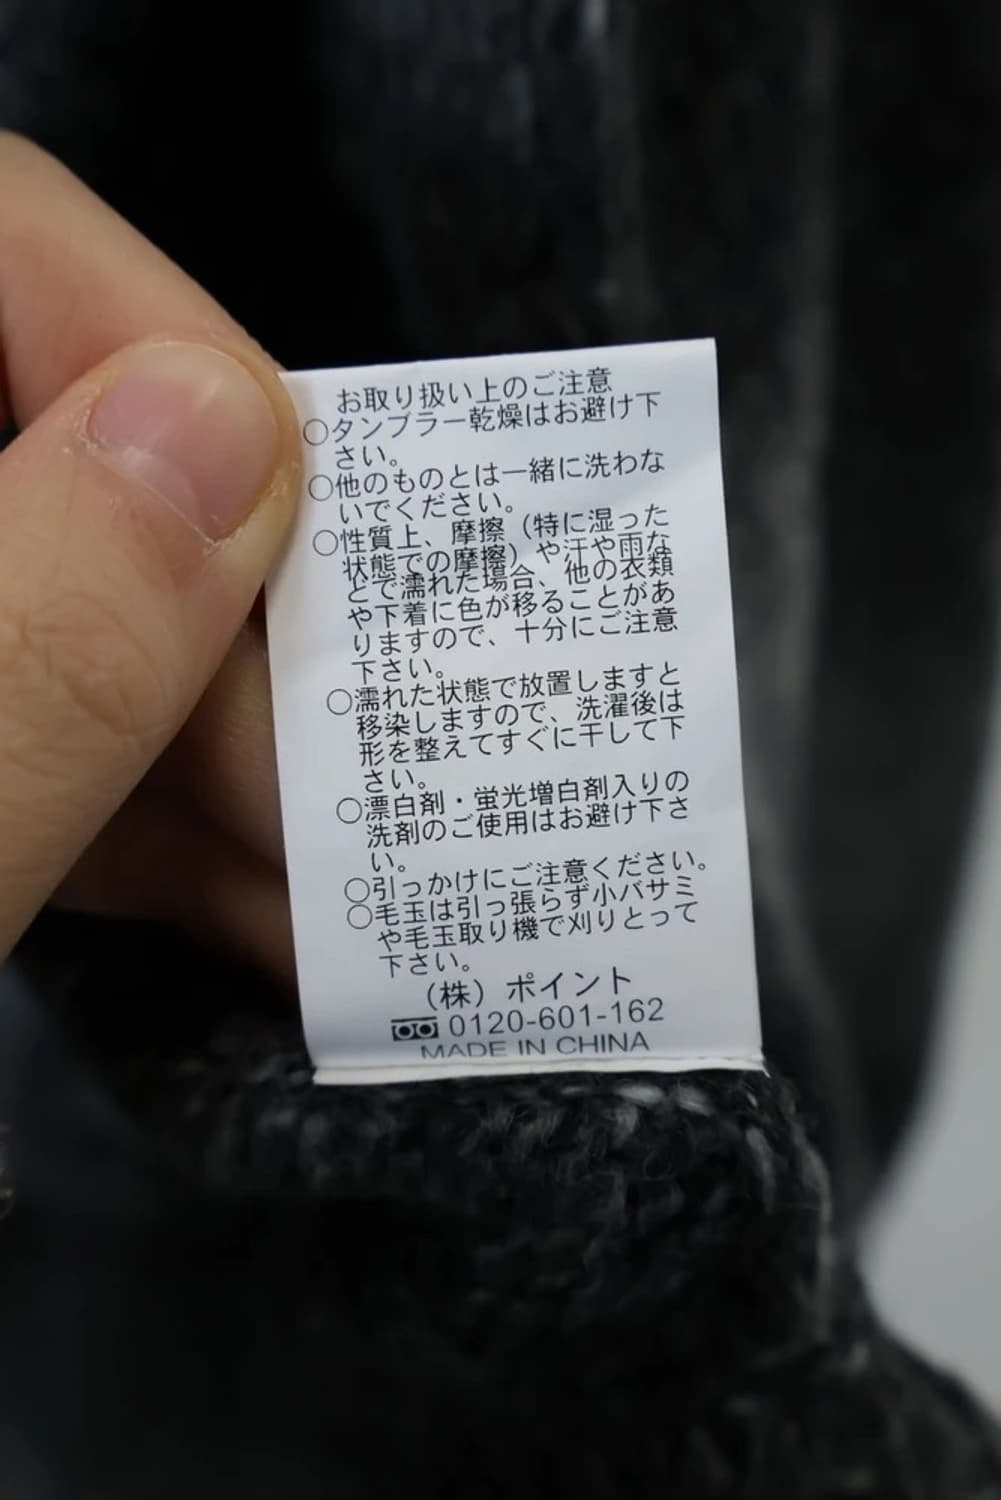 お取り扱い上のご注意
○タンブラー乾燥はお避け下
さい。
○他のものとは一緒に洗わな
いでください。
○性質上、摩擦（特に湿った
状態での摩擦）や汗や雨な
どで濡れた場合、他の衣類
や下着に色が移ることがあ
りますので、十分にご注意
下さい。
○濡れた状態で放置しますと
移染しますので、洗濯後は
形を整えてすぐに干して下
さい。
○漂白剤・蛍光増白剤入りの
洗剤のご使用はお避け下さ
い。
○引っかけにご注意ください。
○毛玉は引っ張らず小バサミ
や毛玉取り機で刈りとって
下さい。
（株）ポイント
0120-601-162
MADE IN CHINA